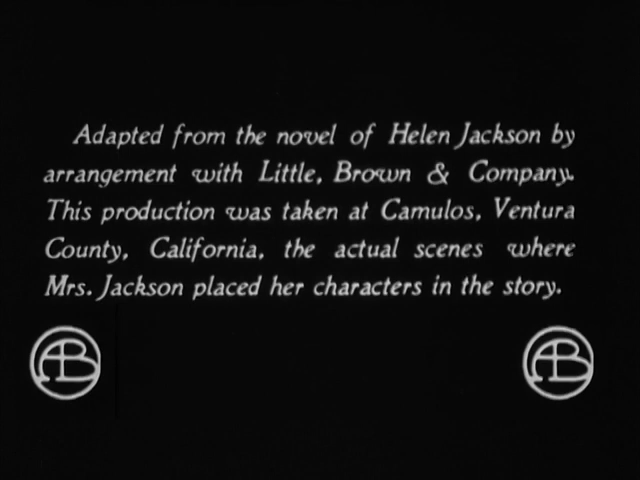 Adapted from the novel of Helen Jackson by
arrangement with Little, Brown & Company.
This production was taken at Camulos, Ventura
County, California, the actual scenes where
Mrs. Jackson placed her characters in the story.
AB AB